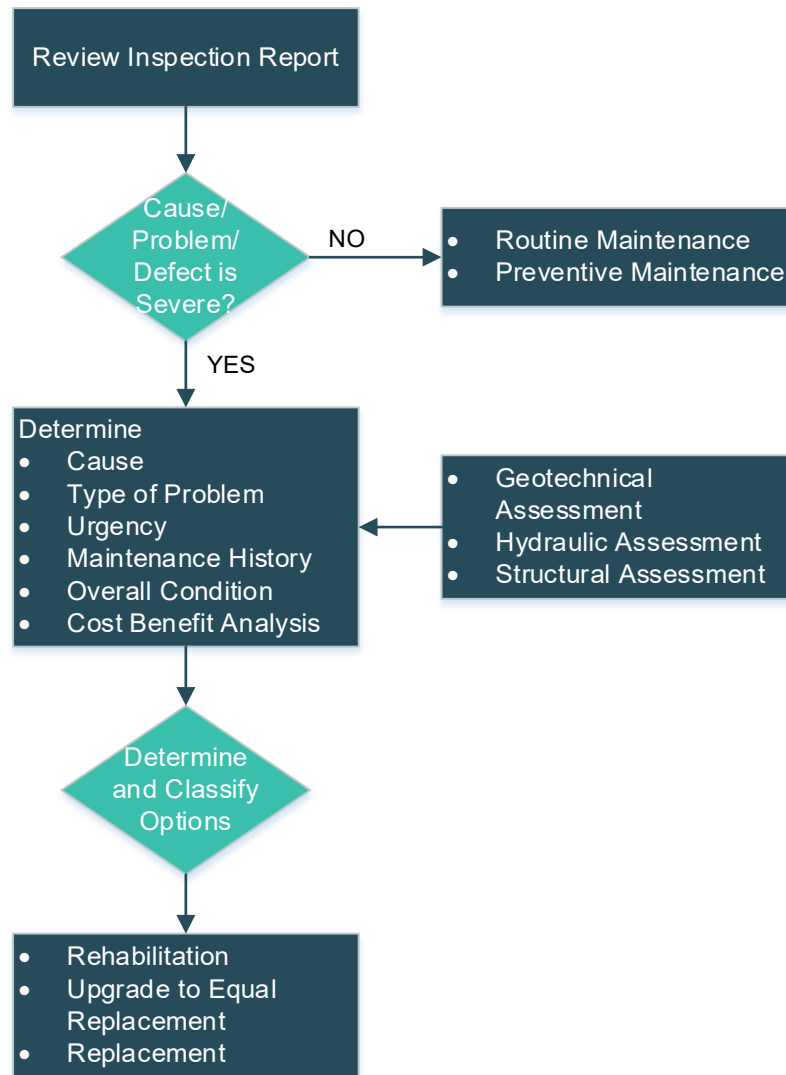 Review Inspection Report
Cause/
Problem/
Defect is
Severe?
NO
• Routine Maintenance
• Preventive Maintenance
YES
Determine
• Cause
• Type of Problem
• Urgency
• Maintenance History
• Overall Condition
• Cost Benefit Analysis
• Geotechnical
Assessment
• Hydraulic Assessment
• Structural Assessment
Determine
and Classify
Options
• Rehabilitation
• Upgrade to Equal
Replacement
• Replacement